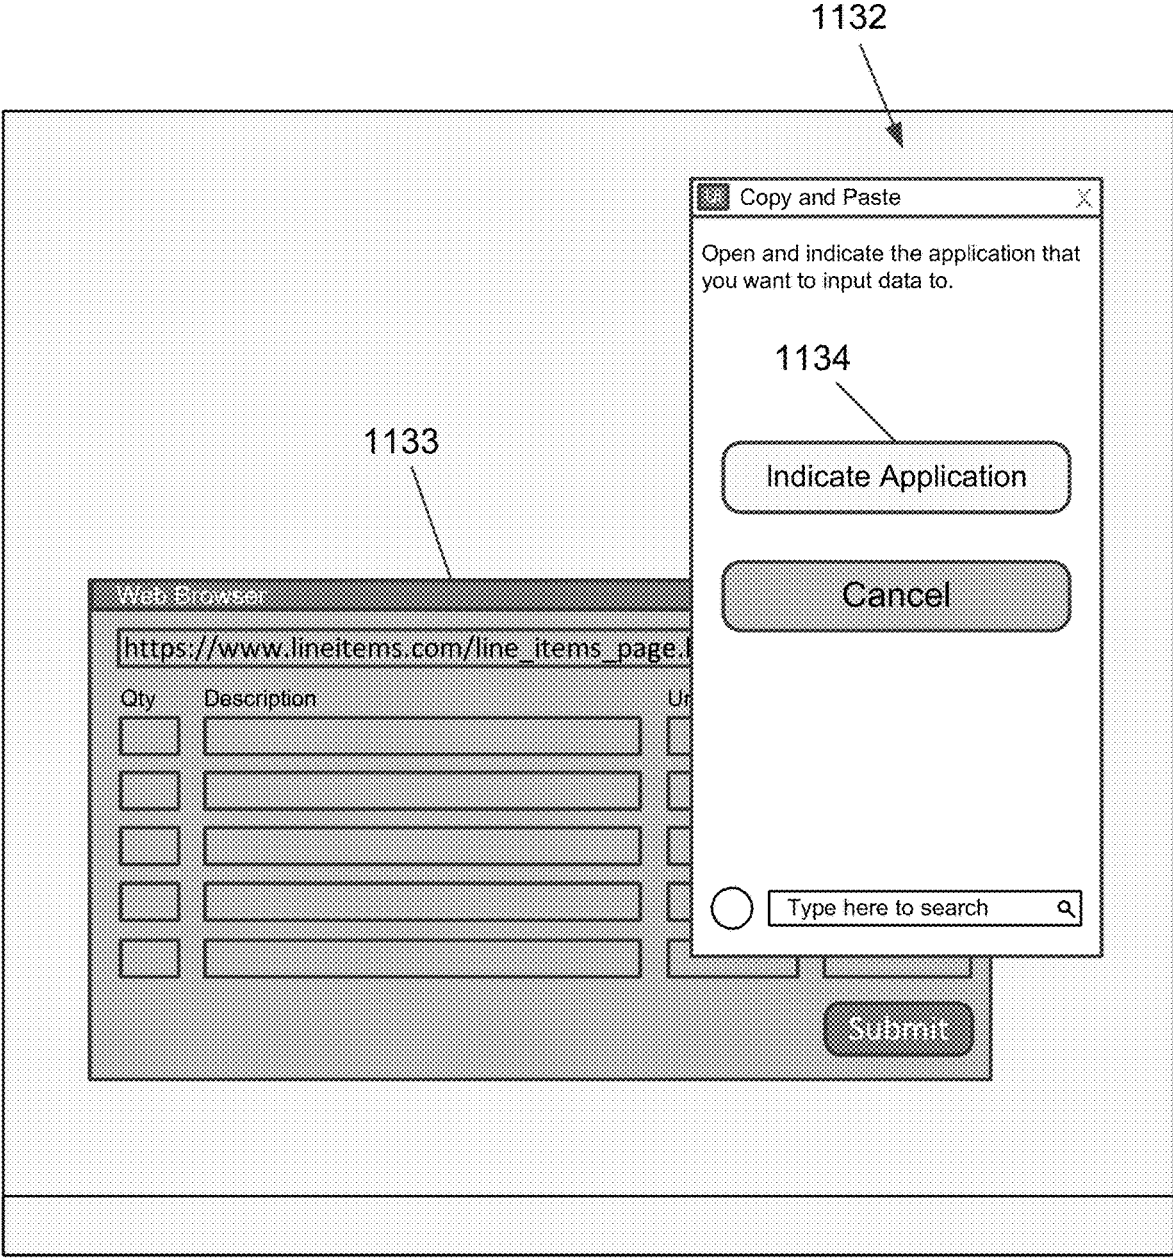 1132
Copy and Paste X
Open and indicate the application that
you want to input data to.
1134
Indicate Application
1133
Cancel
Web Browser
https://www.lineitems.com/line_items_page.
Qty Description
Type here to search
Submit